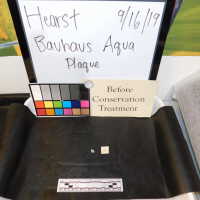 Hearst 9/16/19
Bauhaus Aqua
Plaque
Before
Conservation
Treatment